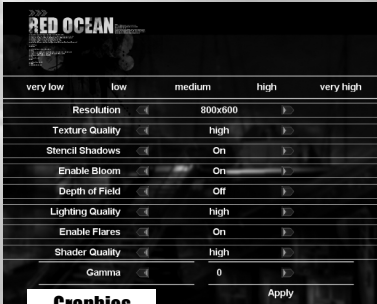 RED OCEAN
very low low medium high very high
Resolution 800x600
Texture Quality high
Stencil Shadows On
Enable Bloom On
Depth of Field Off
Lighting Quality high
Enable Flares On
Shader Quality high
Gamma 0
Apply
Graphics